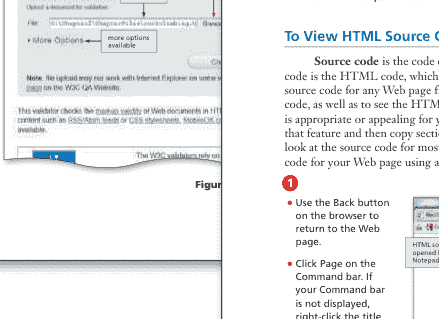 Upload a document for validation:
File:
Browse
more options
available
More Options
Note: file upload may not work with Internet Explorer on some
page on the W3C QA Website.
This validator checks the markup validity of Web documents in HT
content such as RSS/Atom feeds or CSS stylesheets, MobileOK c
available.
The W3C validators rely on
Figur
To View HTML Source C
Source code is the code
code is the HTML code, which
source code for any Web page f
code, as well as to see the HTM
is appropriate or appealing for y
that feature and then copy secti
look at the source code for mos
code for your Web page using a
1
• Use the Back button
on the browser to
return to the Web
page.
• Click Page on the
Command bar. If
your Command bar
is not displayed,
right-click the title
HTML so
opened i
Notepad